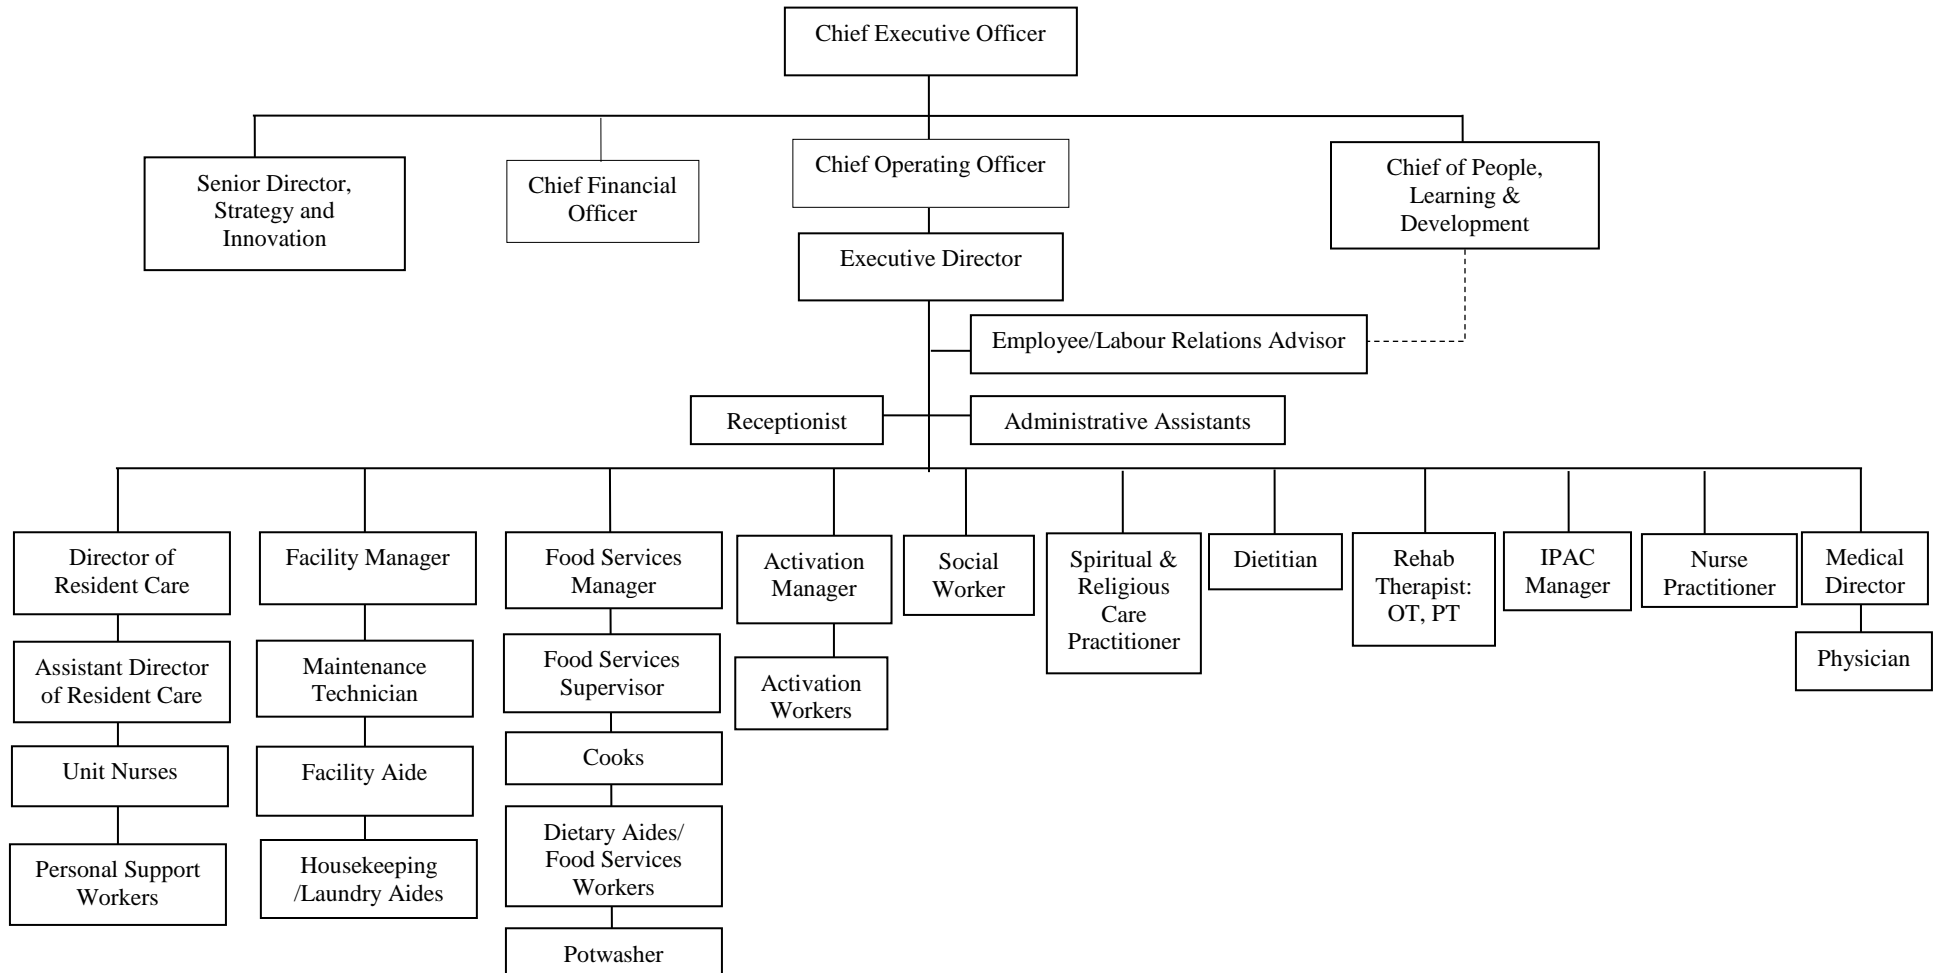 Chief Executive Officer
Senior Director,
Strategy and
Innovation
Chief Financial
Officer
Chief Operating Officer
Chief of People,
Learning &
Development
Executive Director
Employee/Labour Relations Advisor
Receptionist
Administrative Assistants
Director of
Resident Care
Facility Manager
Food Services
Manager
Activation
Manager
Social
Worker
Spiritual &
Religious
Care
Practitioner
Dietitian
Rehab
Therapist:
OT, PT
IPAC
Manager
Nurse
Practitioner
Medical
Director
Assistant Director
of Resident Care
Maintenance
Technician
Food Services
Supervisor
Activation
Workers
Physician
Unit Nurses
Facility Aide
Cooks
Personal Support
Workers
Housekeeping
/Laundry Aides
Dietary Aides/
Food Services
Workers
Potwasher